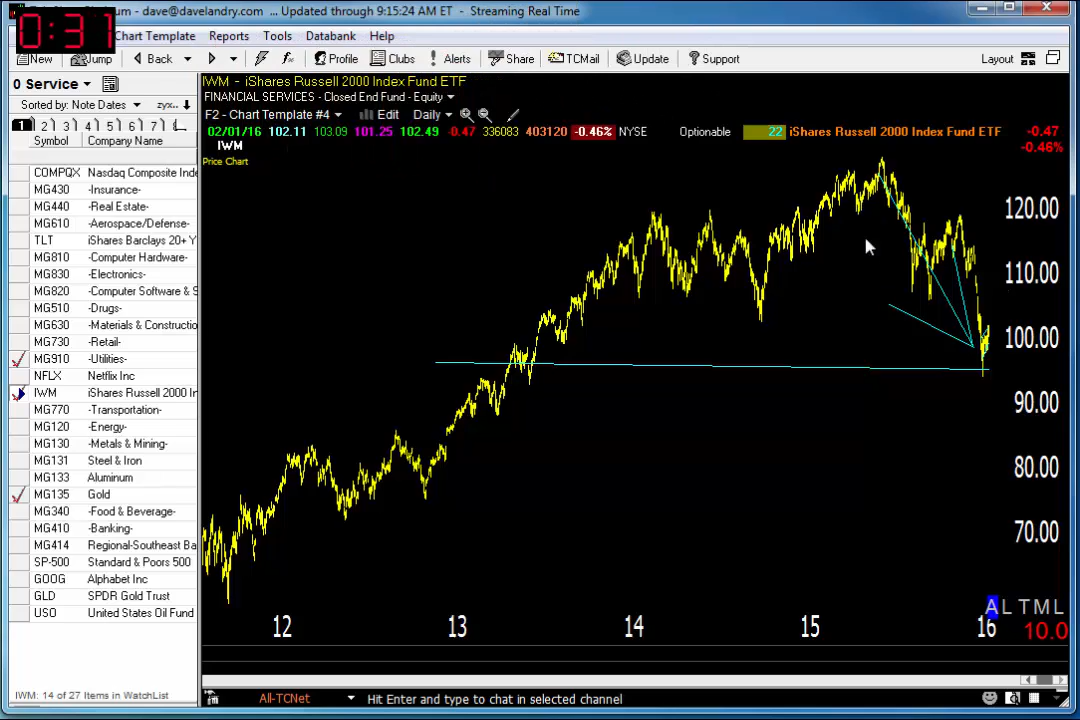 - dave@davelandry.com ... Updated through 9:15:24 AM ET - Streaming Real Time
0:31
Chart Template Reports Tools Databank Help
New Jump Back Profile Clubs Alerts Share TCMail Update Support Layout
0 Service
Sorted by: Note Dates zyx..
1 2 3 4 5 6 7
Symbol Company Name
COMPQX Nasdaq Composite Inde
MG430 -Insurance-
MG440 -Real Estate-
MG610 -Aerospace/Defense-
TLT iShares Barclays 20+ Y
MG810 -Computer Hardware-
MG830 -Electronics-
MG820 -Computer Software & S
MG510 -Drugs-
MG630 -Materials & Constructio
MG730 -Retail-
MG910 -Utilities-
NFLX Netflix Inc
IWM iShares Russell 2000 In
MG770 -Transportation-
MG120 -Energy-
MG130 -Metals & Mining-
MG131 Steel & Iron
MG133 Aluminum
MG135 Gold
MG340 -Food & Beverage-
MG410 -Banking-
MG414 Regional-Southeast Ba
SP-500 Standard & Poors 500
GOOG Alphabet Inc
GLD SPDR Gold Trust
USO United States Oil Fund
IWM: 14 of 27 Items in WatchList
IWM - iShares Russell 2000 Index Fund ETF
FINANCIAL SERVICES - Closed End Fund - Equity
F2 - Chart Template #4 Edit Daily
02/01/16 102.11 103.09 101.25 102.49 -0.47 336083 403120 -0.46% NYSE Optionable 22 iShares Russell 2000 Index Fund ETF -0.47
IWM -0.46%
Price Chart
120.00
110.00
100.00
90.00
80.00
70.00
A L T M L
12 13 14 15 16 10.0
All-TCNet Hit Enter and type to chat in selected channel